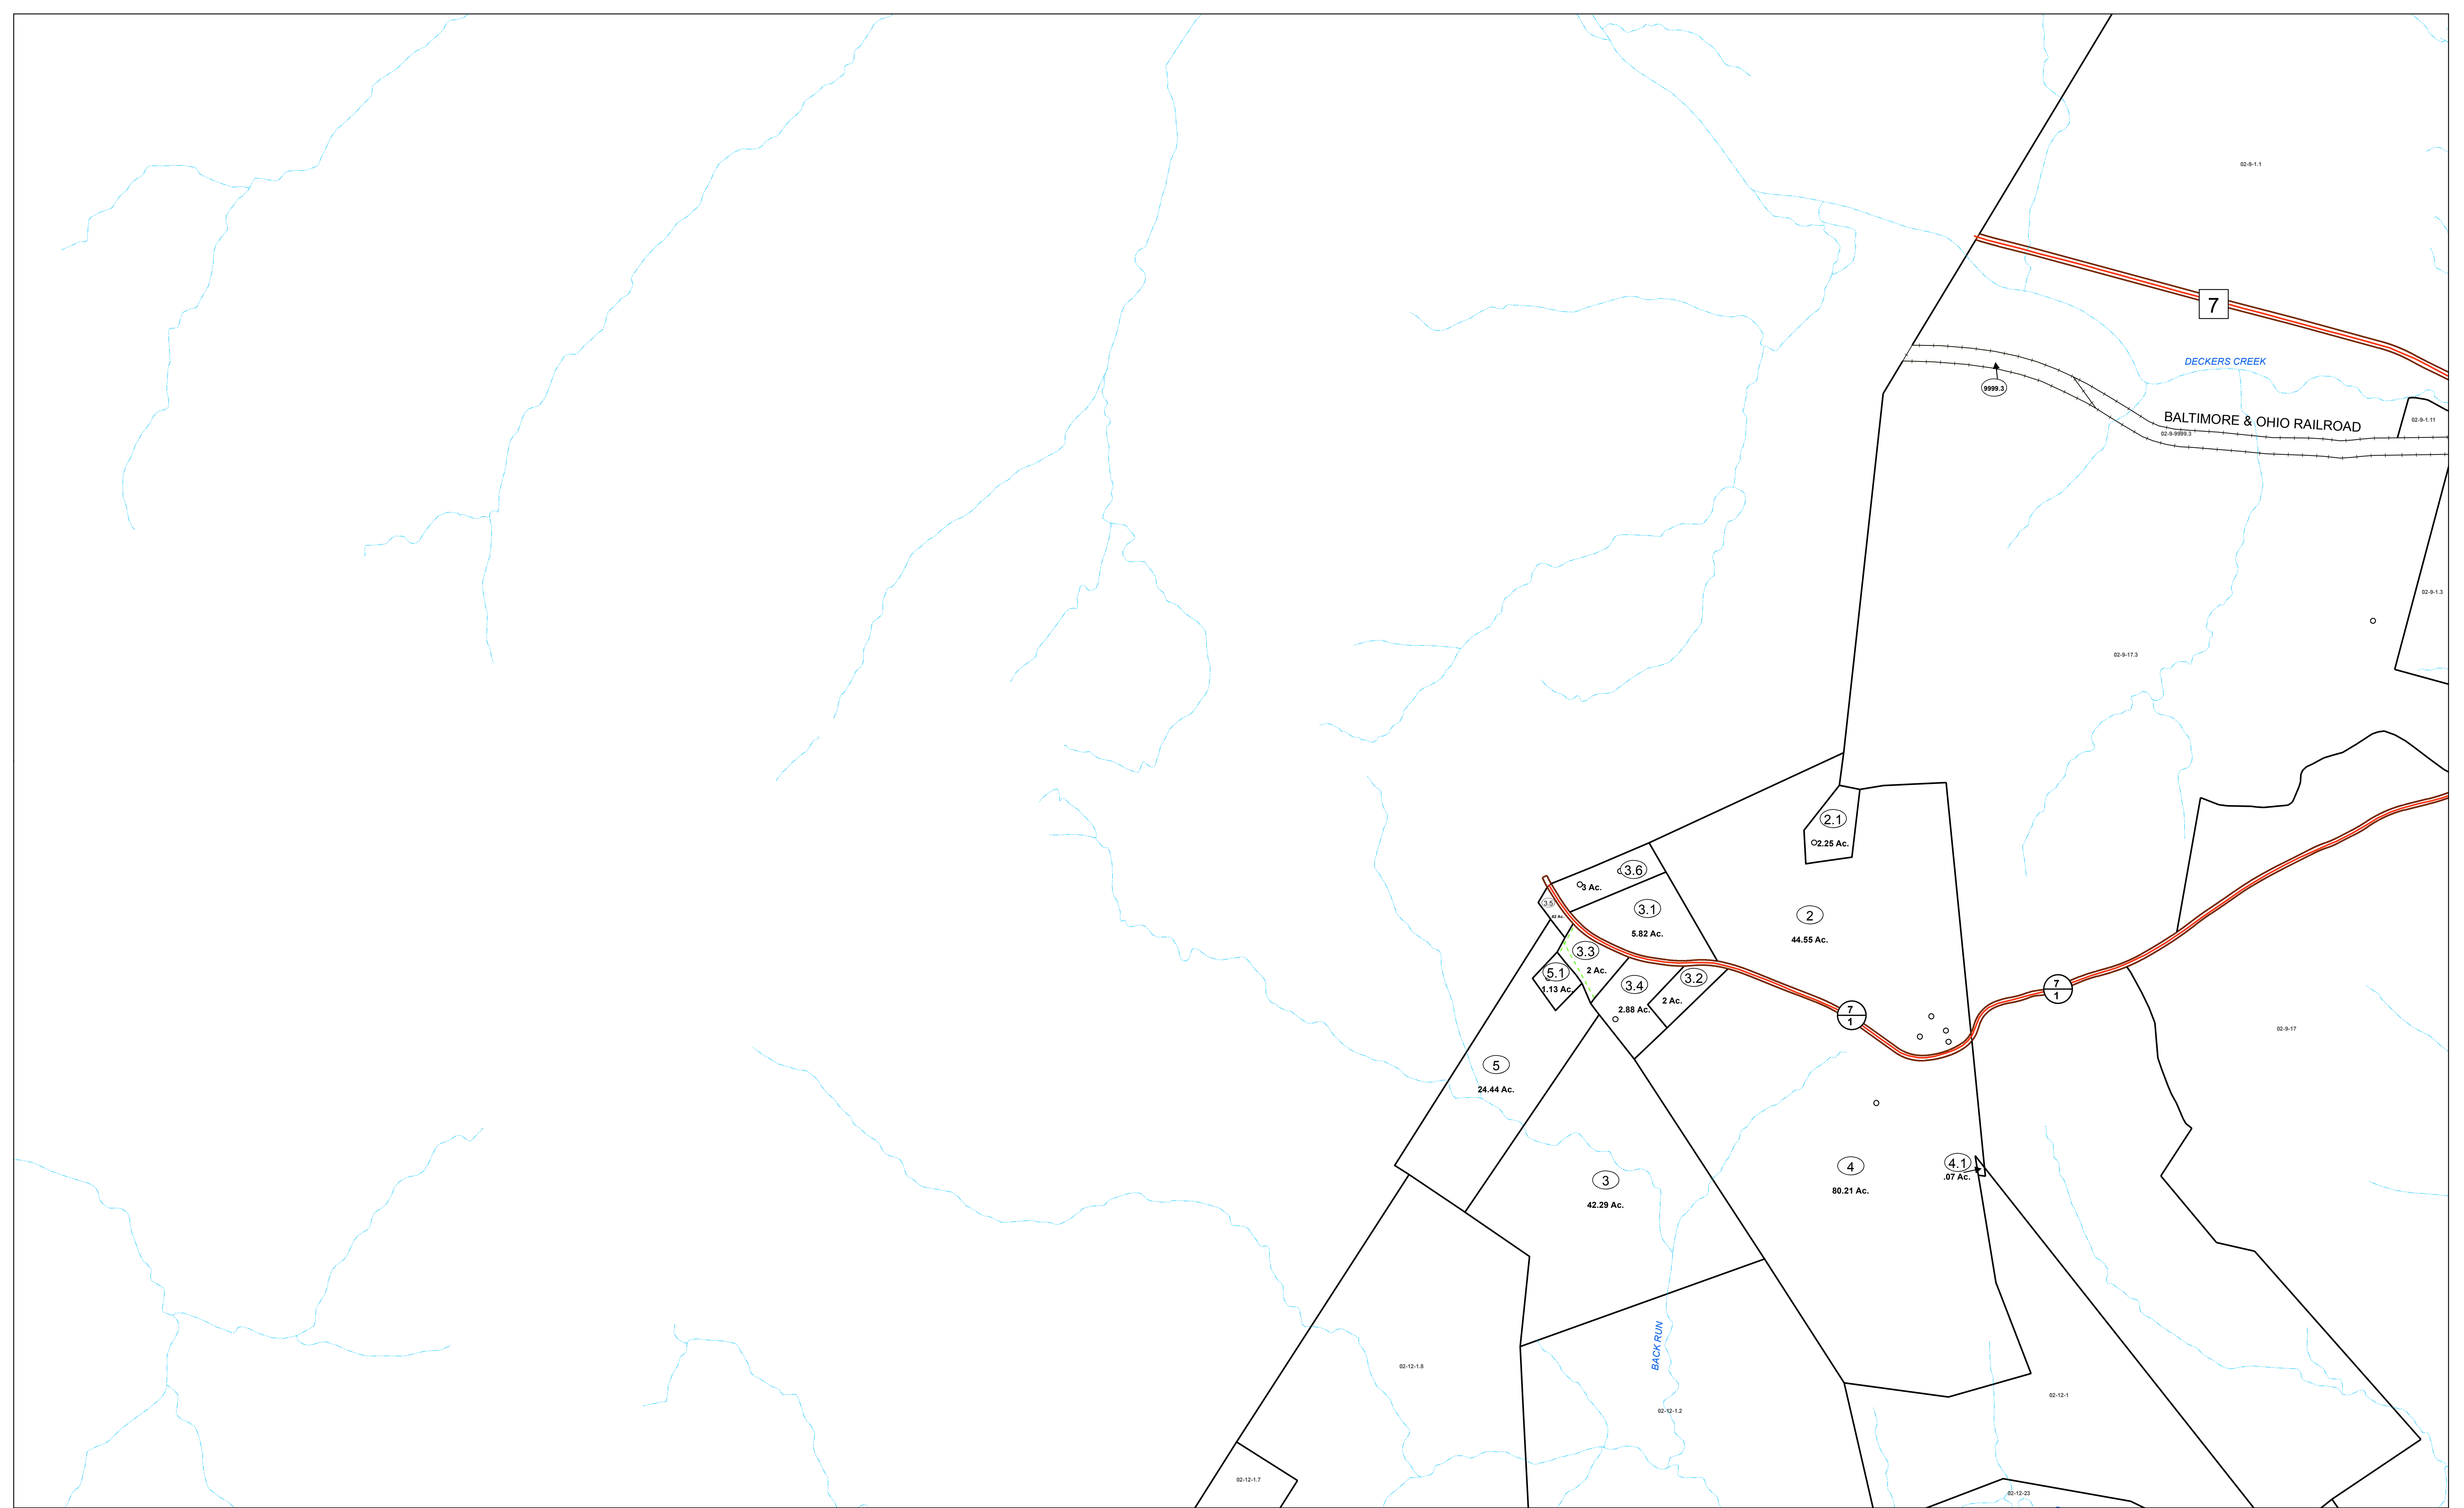 02-9-1.1
7
DECKERS CREEK
9999.3
BALTIMORE & OHIO RAILROAD
02-9-1.11
02-9-9999.3
02-9-1.3
02-9-17.3
2.1
2.25 Ac.
3.6
3 Ac.
3.5
.62 Ac.
3.1
5.82 Ac.
2
44.55 Ac.
3.3
2 Ac.
5.1
1.13 Ac.
3.4
2.88 Ac.
3.2
2 Ac.
7
1
7
1
02-9-17
5
24.44 Ac.
4
80.21 Ac.
4.1
.07 Ac.
3
42.29 Ac.
BACK RUN
02-12-1.8
02-12-1
02-12-1.2
02-12-1.7
02-12-23